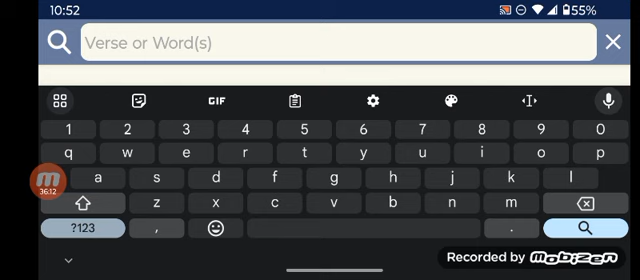 10:52 55%
Verse or Word(s)
GIF
1 2 3 4 5 6 7 8 9 0
q w e r t y u i o p
a s d f g h j k l
36:12
z x c v b n m
?123 , .
Recorded by MOBIZEN